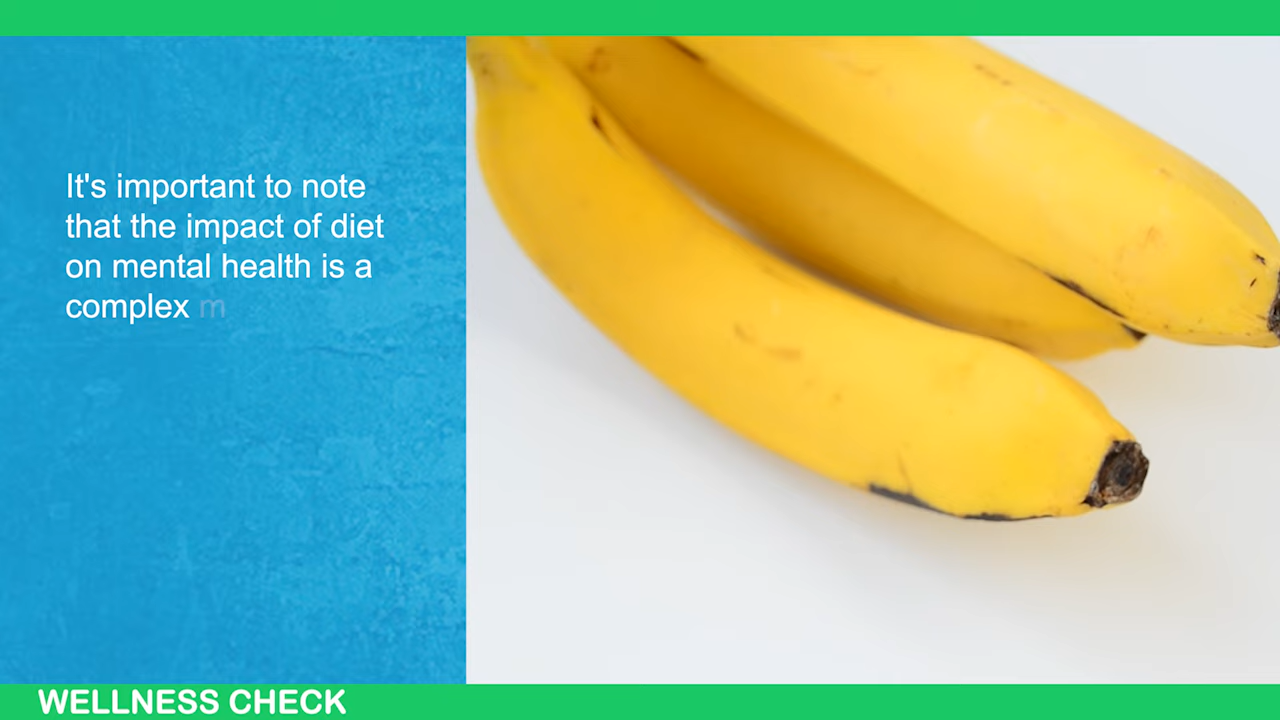 It's important to note
that the impact of diet
on mental health is a
complex m
WELLNESS CHECK